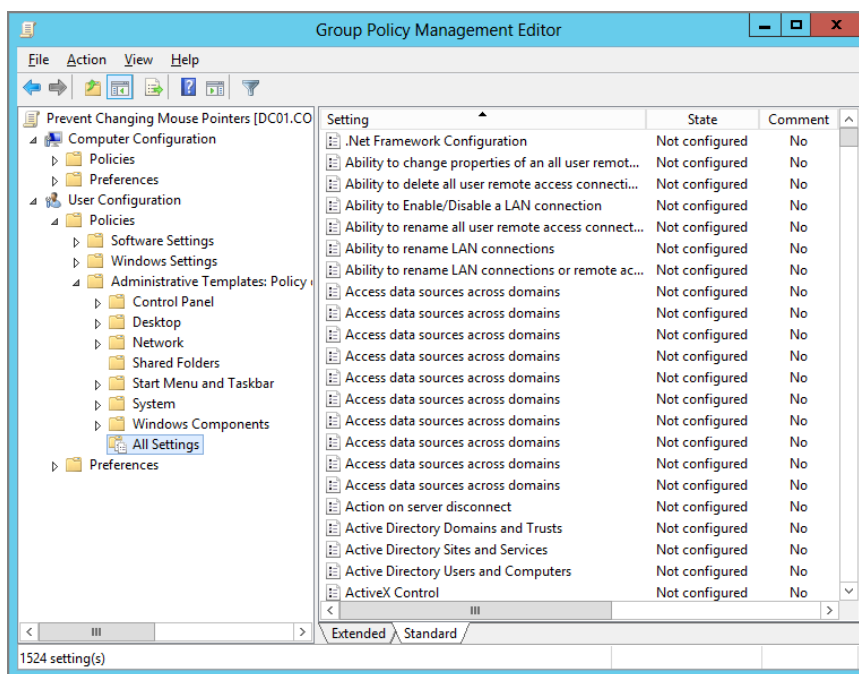 Group Policy Management Editor
File Action View Help
Prevent Changing Mouse Pointers [DC01.CO
Computer Configuration
Policies
Preferences
User Configuration
Policies
Software Settings
Windows Settings
Administrative Templates: Policy
Control Panel
Desktop
Network
Shared Folders
Start Menu and Taskbar
System
Windows Components
All Settings
Preferences
Setting State Comment
.Net Framework Configuration Not configured No
Ability to change properties of an all user remot... Not configured No
Ability to delete all user remote access connecti... Not configured No
Ability to Enable/Disable a LAN connection Not configured No
Ability to rename all user remote access connect... Not configured No
Ability to rename LAN connections Not configured No
Ability to rename LAN connections or remote ac... Not configured No
Access data sources across domains Not configured No
Access data sources across domains Not configured No
Access data sources across domains Not configured No
Access data sources across domains Not configured No
Access data sources across domains Not configured No
Access data sources across domains Not configured No
Access data sources across domains Not configured No
Access data sources across domains Not configured No
Access data sources across domains Not configured No
Access data sources across domains Not configured No
Action on server disconnect Not configured No
Active Directory Domains and Trusts Not configured No
Active Directory Sites and Services Not configured No
Active Directory Users and Computers Not configured No
ActiveX Control Not configured No
Extended Standard
1524 setting(s)